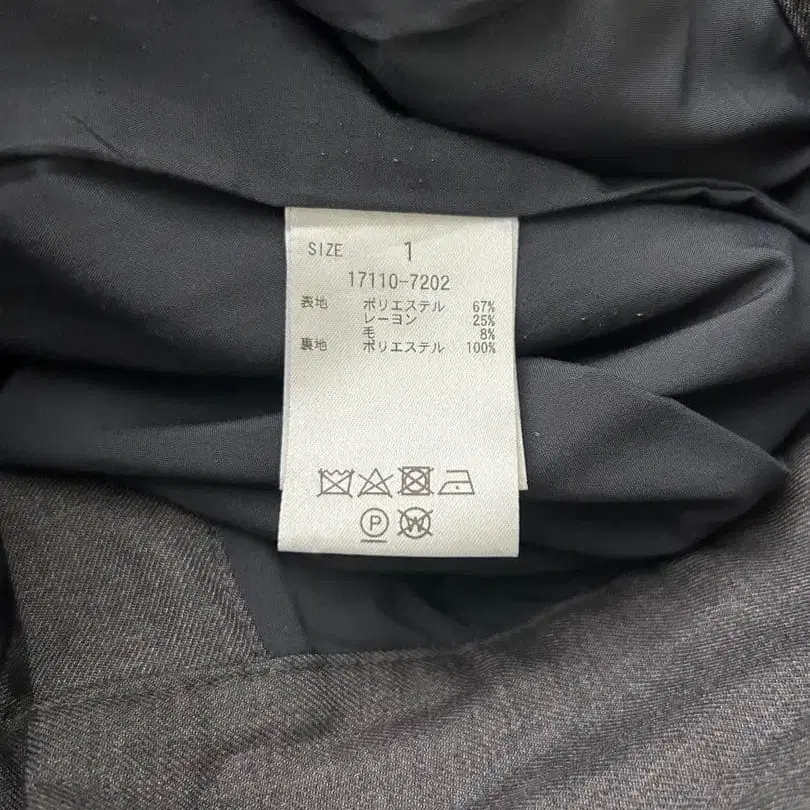 SIZE 1
17110-7202
表地 ポリエステル 67%
レーヨン 25%
毛 8%
裏地 ポリエステル 100%
P W